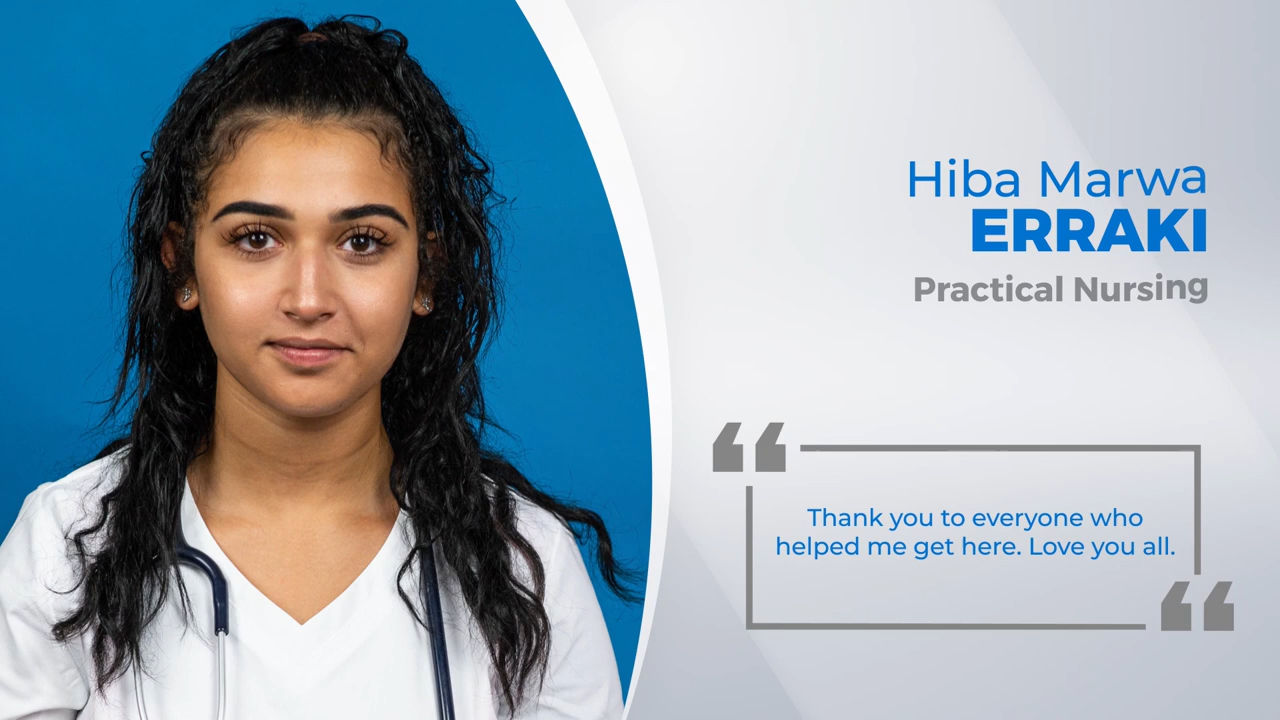 Hiba Marwa
ERRAKI
Practical Nursing
Thank you to everyone who
helped me get here. Love you all.